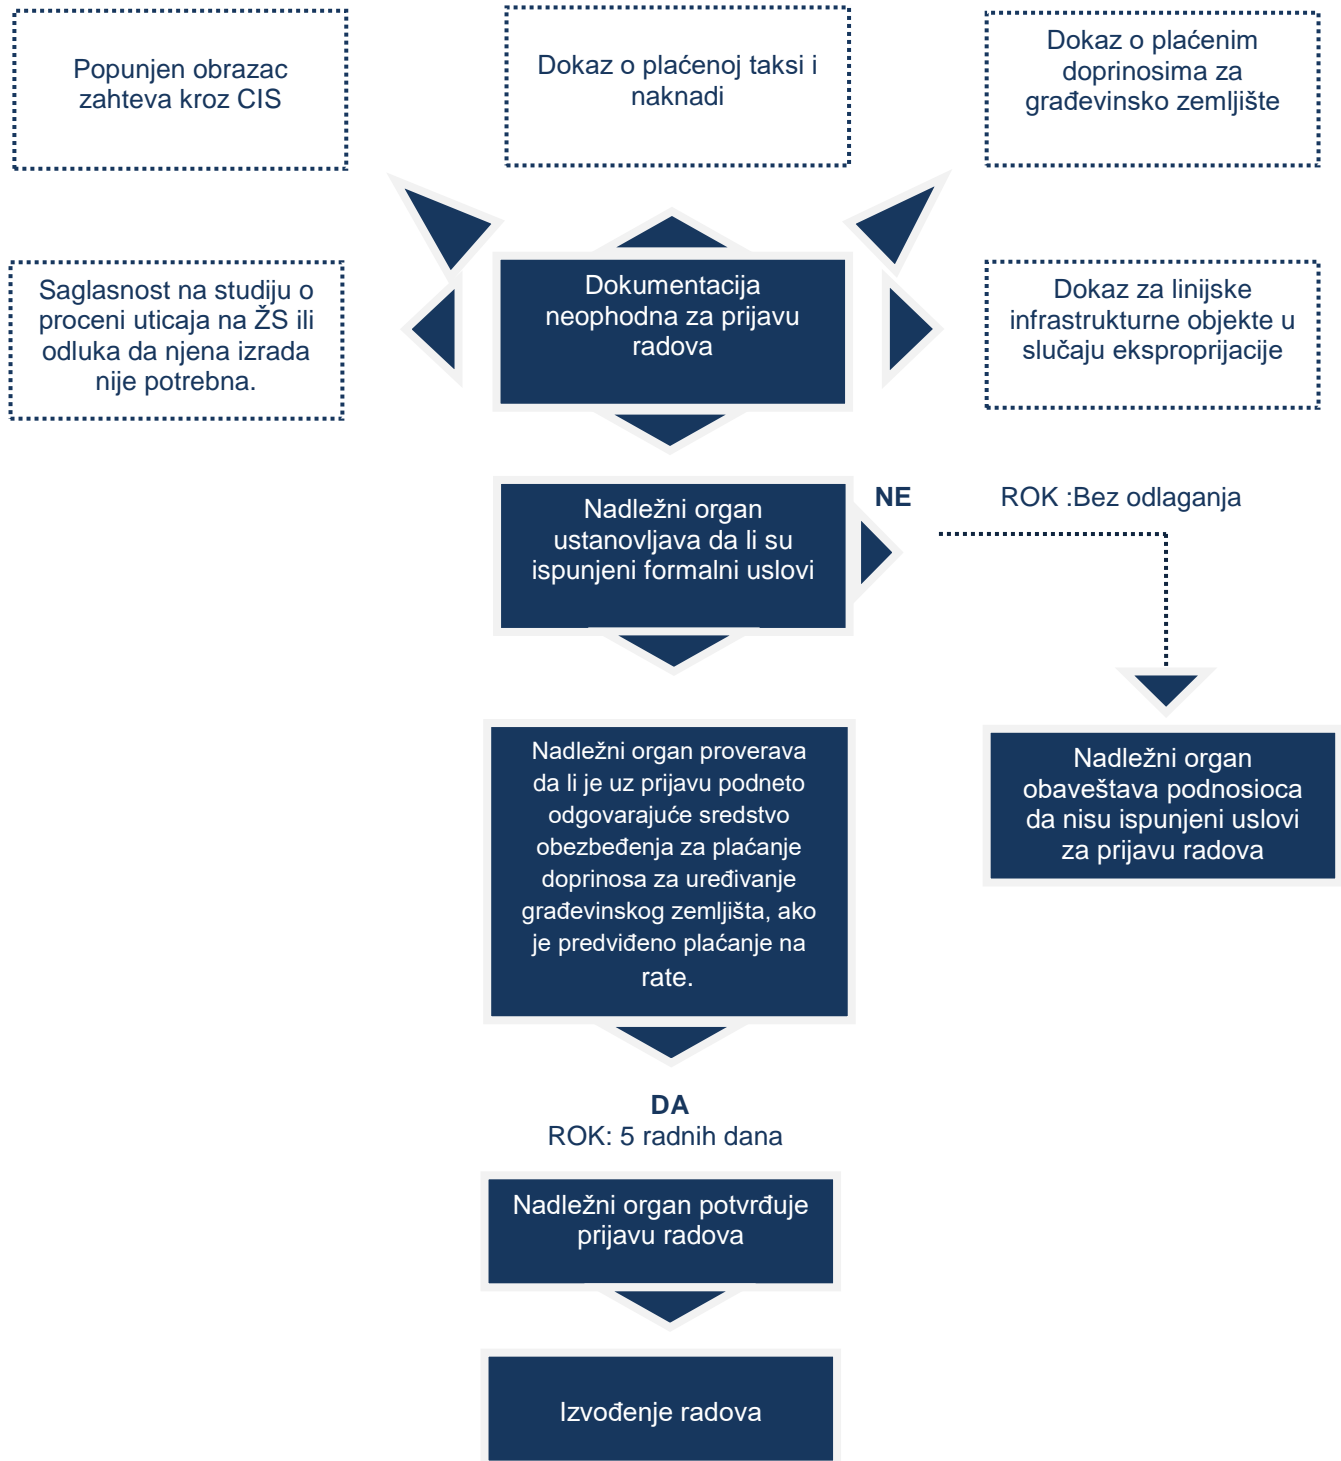 Popunjen obrazac
zahteva kroz CIS
Dokaz o plaćenoj taksi i
naknadi
Dokaz o plaćenim
doprinosima za
građevinsko zemljište
Saglasnost na studiju o
proceni uticaja na ŽS ili
odluka da njena izrada
nije potrebna.
Dokumentacija
neophodna za prijavu
radova
Dokaz za linijske
infrastrukturne objekte u
slučaju eksproprijacije
Nadležni organ
ustanovljava da li su
ispunjeni formalni uslovi
NE
ROK :Bez odlaganja
Nadležni organ proverava
da li je uz prijavu podneto
odgovarajuće sredstvo
obezbeđenja za plaćanje
doprinosa za uređivanje
građevinskog zemljišta, ako
je predviđeno plaćanje na
rate.
Nadležni organ
obaveštava podnosioca
da nisu ispunjeni uslovi
za prijavu radova
DA
ROK: 5 radnih dana
Nadležni organ potvrđuje
prijavu radova
Izvođenje radova